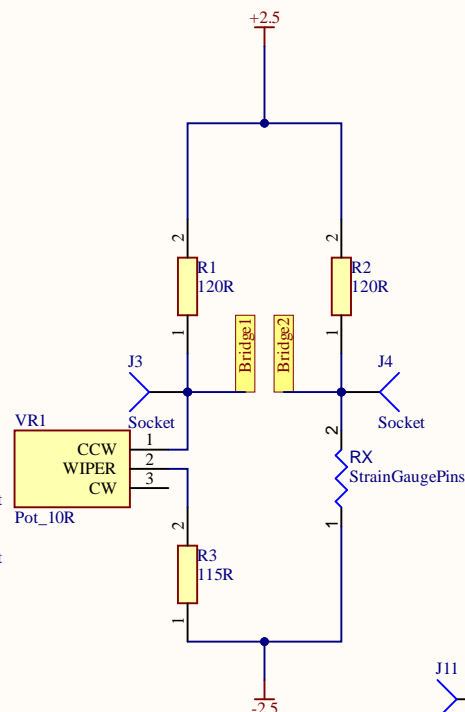 +2.5
2
R1
120R
1
2
R2
120R
1
Bridge1
Bridge2
J3
Socket
J4
Socket
VR1
CCW 1
WIPER 2
CW 3
Pot_10R
2
RX
StrainGaugePins
1
2
R3
115R
1
t
t
-2.5
J11